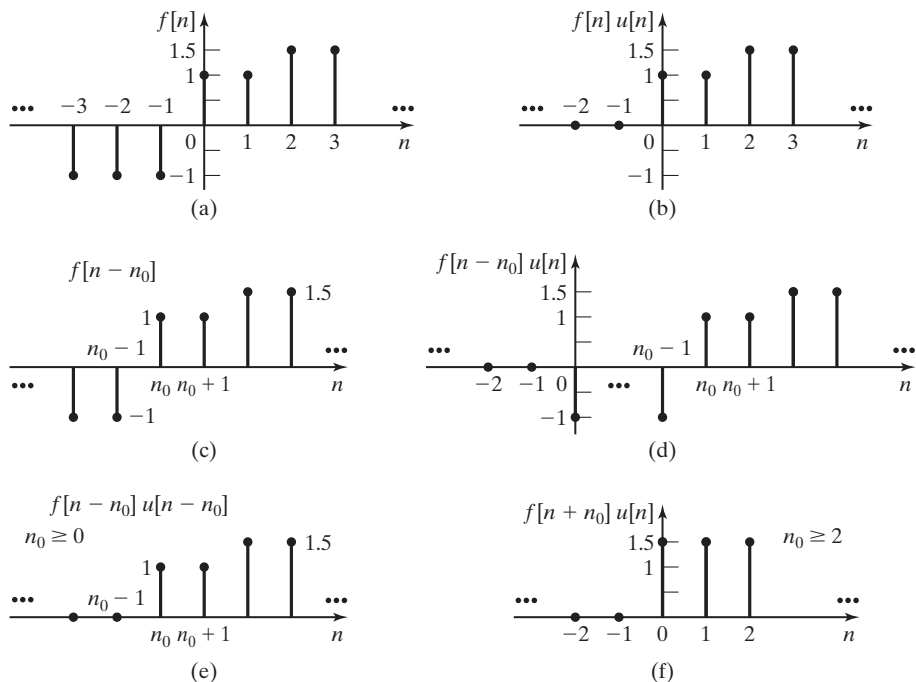 f[n]
1.5
1
... −3 −2 −1 ...
0 1 2 3 n
−1
(a)
f[n] u[n]
1.5
1
... −2 −1 ...
0 1 2 3 n
−1
(b)
f[n − n₀]
1.5
1
n₀ − 1 ...
... n₀ n₀ + 1 n
−1
(c)
f[n − n₀] u[n]
1.5
1
... n₀ − 1 ...
−2 −1 0 ... n₀ n₀ + 1 n
−1
(d)
f[n − n₀] u[n − n₀]
n₀ ≥ 0
1.5
1
... n₀ − 1 ...
n₀ n₀ + 1 n
(e)
f[n + n₀] u[n]
1.5 n₀ ≥ 2
1
... ...
−2 −1 0 1 2 n
(f)